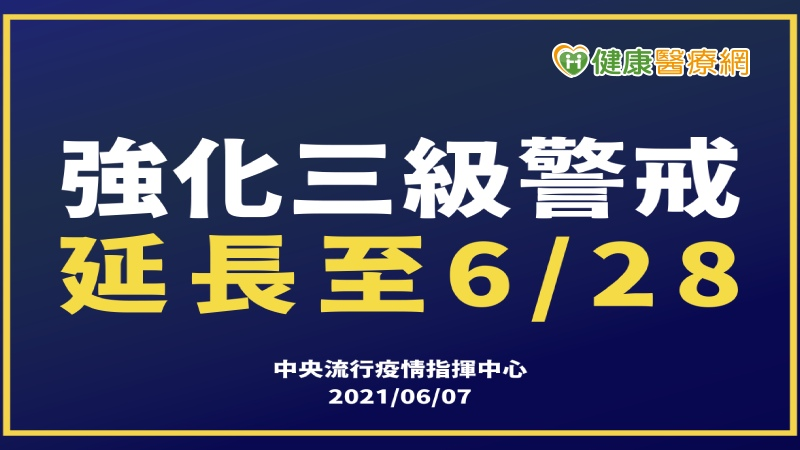 健康醫療網
強化三級警戒
延長至6/28
中央流行疫情指揮中心
2021/06/07